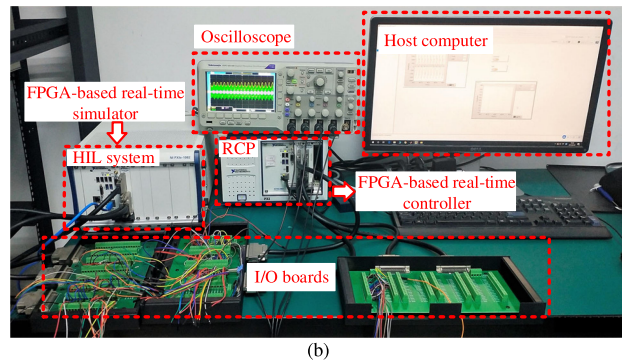 Oscilloscope
Host computer
FPGA-based real-time
simulator
HIL system
RCP
FPGA-based real-time
controller
I/O boards
(b)